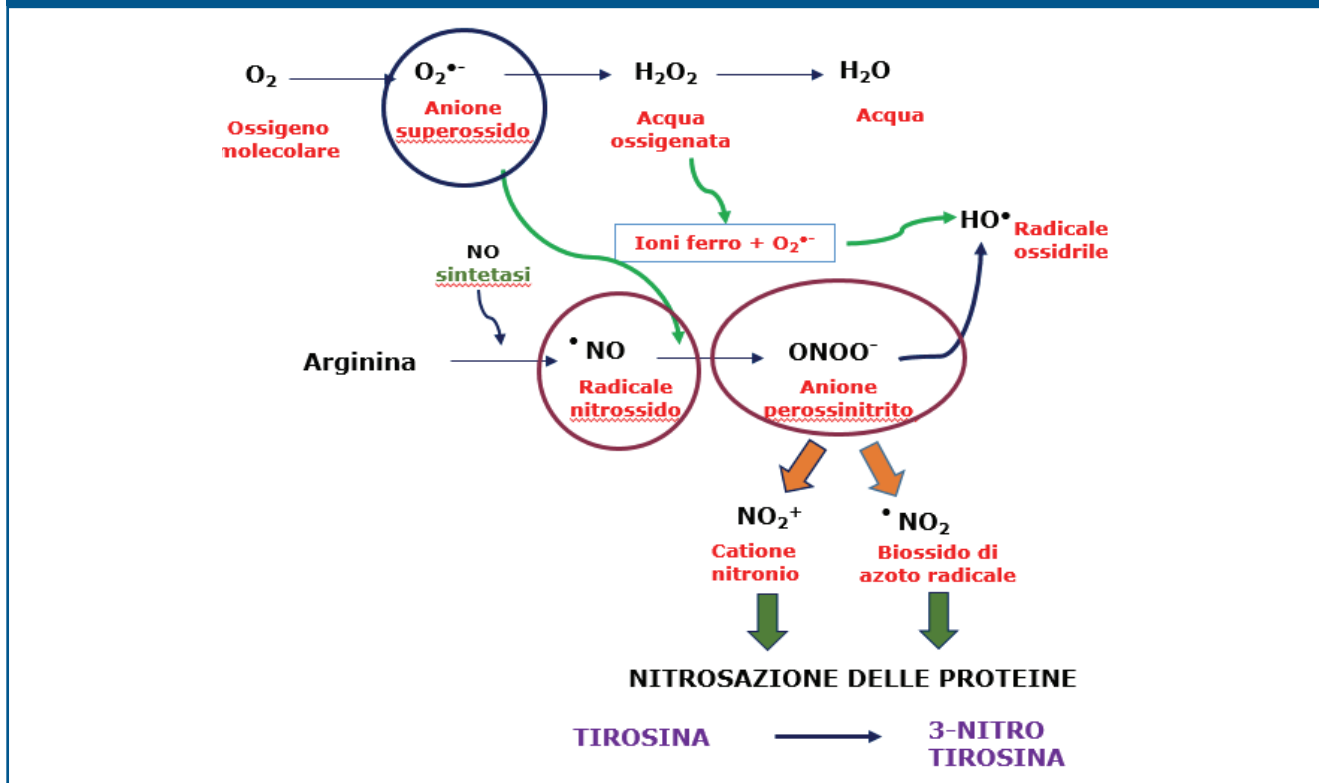 O₂
O₂•-
H₂O₂
H₂O
Ossigeno
molecolare
Anione
superossido
Acqua
ossigenata
Acqua
Ioni ferro + O₂•-
HO•
Radicale
ossidrile
NO
sintetasi
Arginina
•NO
Radicale
nitrossido
ONOO⁻
Anione
perossinitrito
NO₂⁺
Catione
nitronio
•NO₂
Biossido di
azoto radicale
NITROSAZIONE DELLE PROTEINE
TIROSINA
3-NITRO
TIROSINA